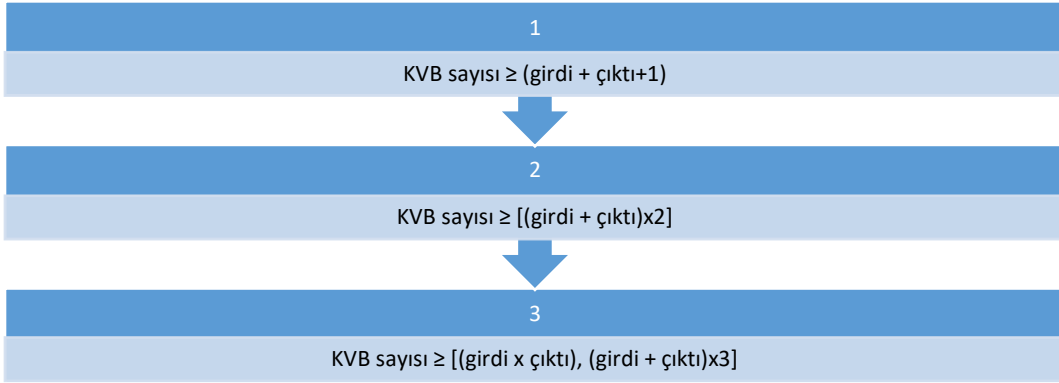 1
KVB sayısı ≥ (girdi + çıktı+1)
2
KVB sayısı ≥ [(girdi + çıktı)x2]
3
KVB sayısı ≥ [(girdi x çıktı), (girdi + çıktı)x3]